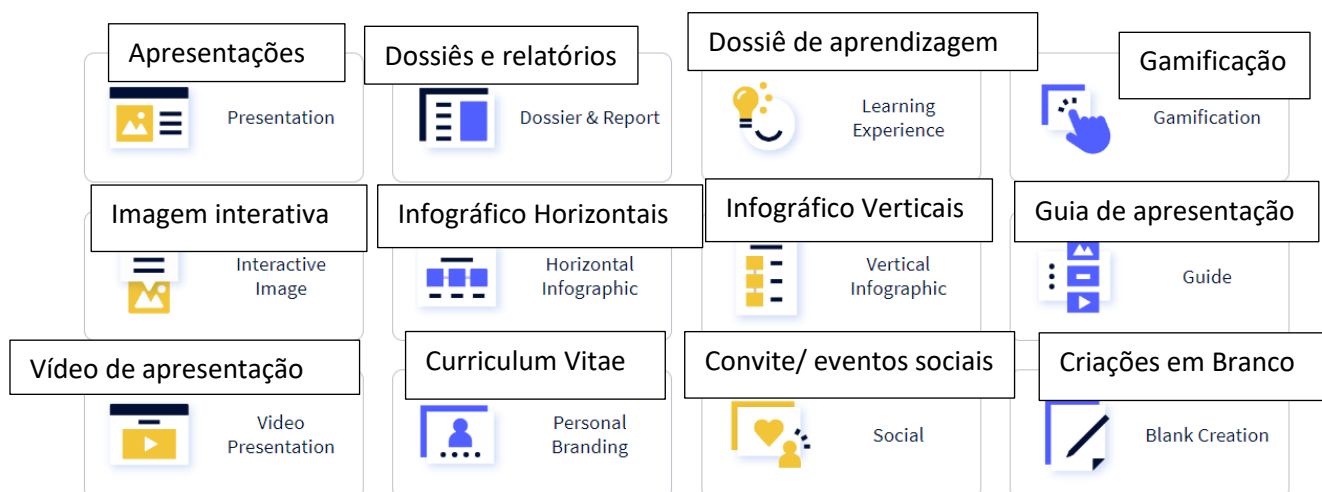 Apresentações
Dossiês e relatórios
Dossiê de aprendizagem
Gamificação
Presentation
Dossier & Report
Learning
Experience
Gamification
Imagem interativa
Infográfico Horizontais
Infográfico Verticais
Guia de apresentação
Interactive
Image
Horizontal
Infographic
Vertical
Infographic
Guide
Vídeo de apresentação
Curriculum Vitae
Convite/ eventos sociais
Criações em Branco
Video
Presentation
Personal
Branding
Social
Blank Creation